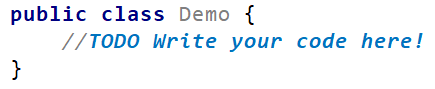 public class Demo {
    //TODO Write your code here!
}